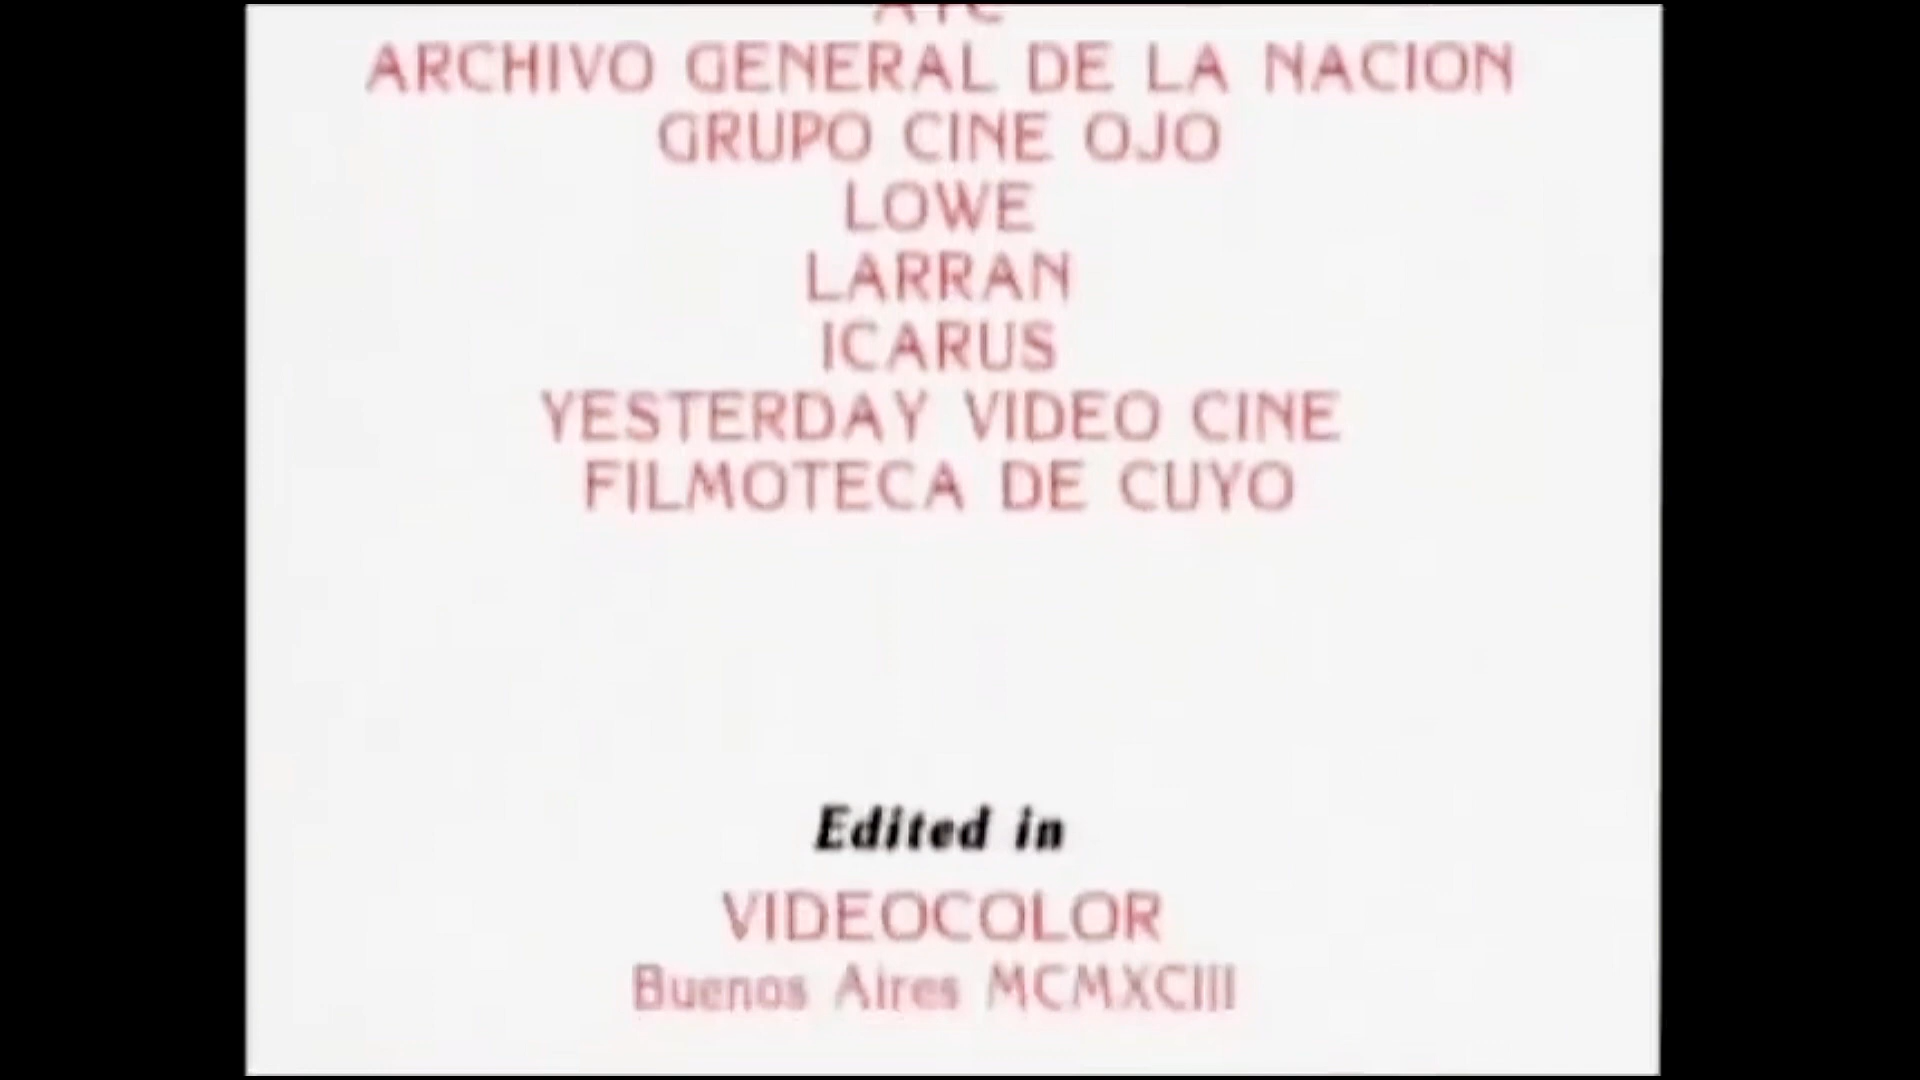 ARCHIVO GENERAL DE LA NACION
GRUPO CINE OJO
LOWE
LARRAN
ICARUS
YESTERDAY VIDEO CINE
FILMOTECA DE CUYO
Edited in
VIDEOCOLOR
Buenos Aires MCMXCIII